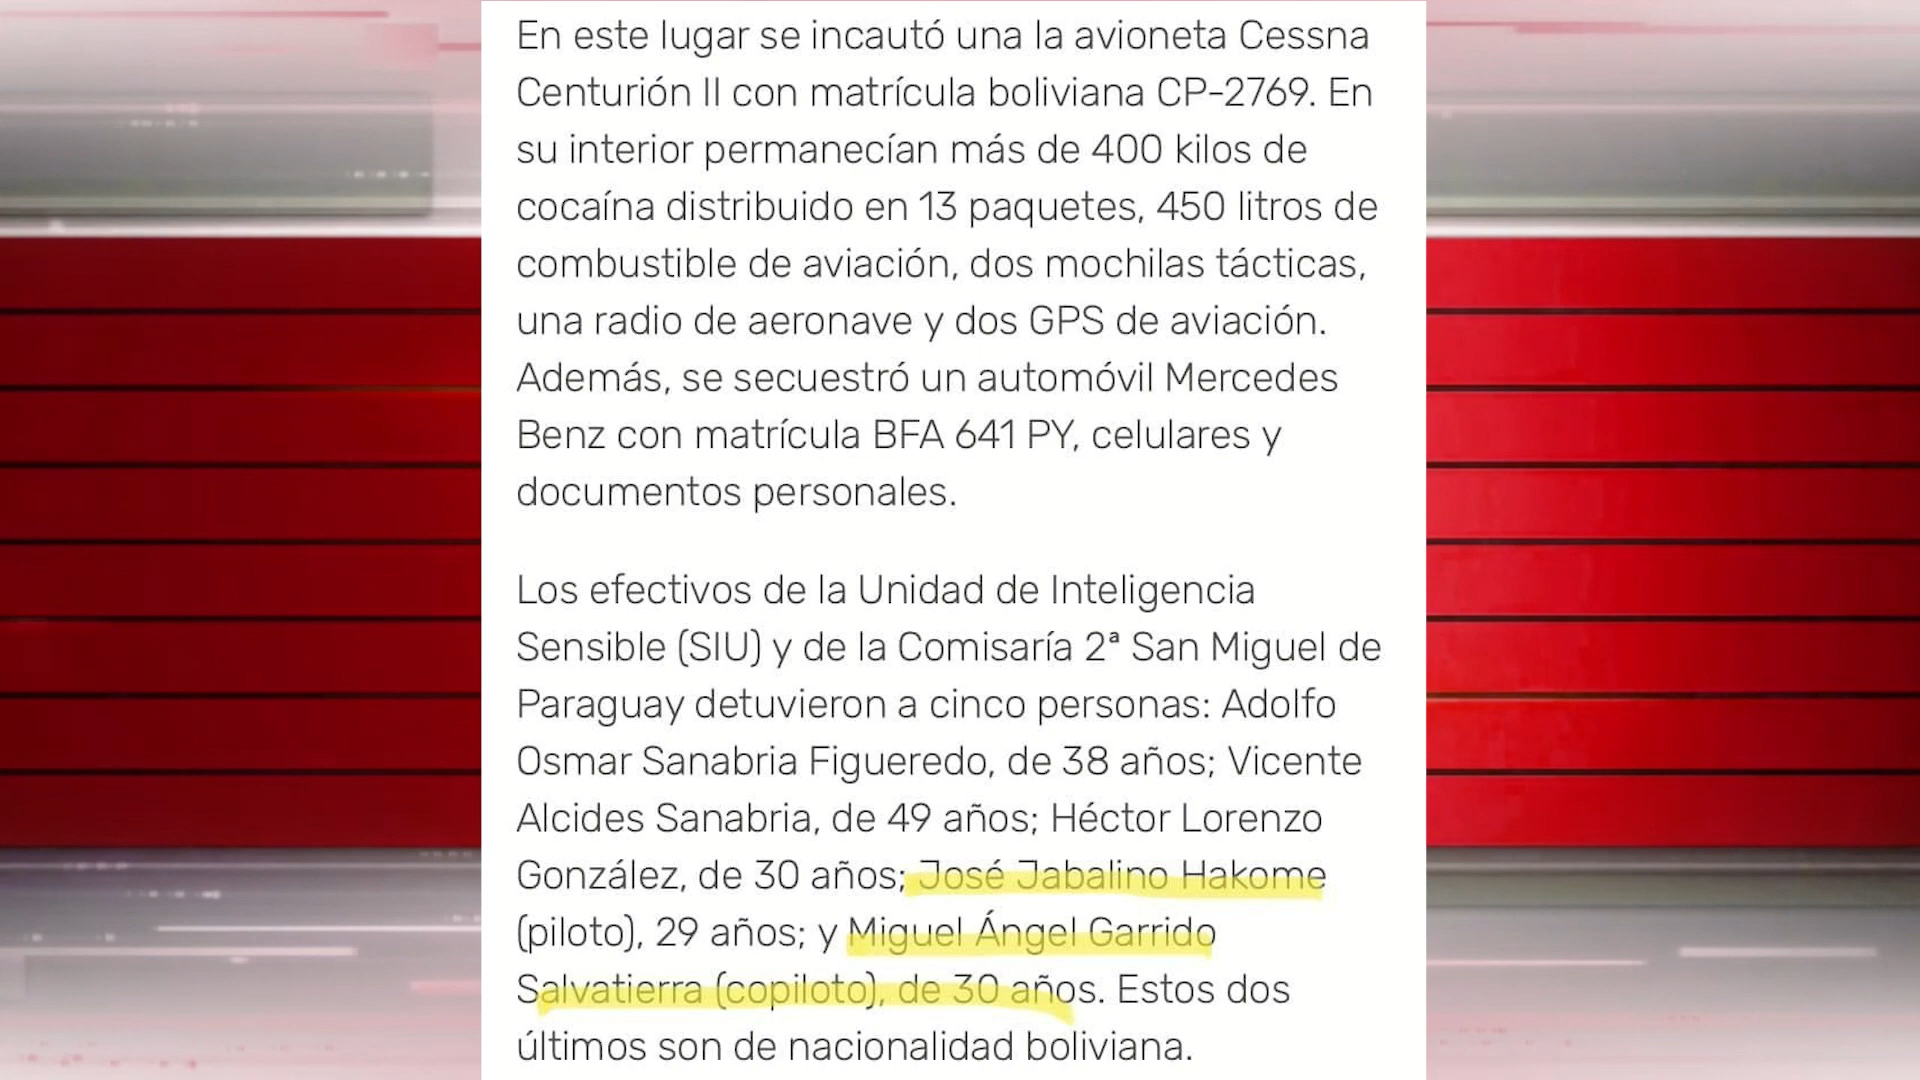 En este lugar se incautó una la avioneta Cessna
Centurión II con matrícula boliviana CP-2769. En
su interior permanecían más de 400 kilos de
cocaína distribuido en 13 paquetes, 450 litros de
combustible de aviación, dos mochilas tácticas,
una radio de aeronave y dos GPS de aviación.
Además, se secuestró un automóvil Mercedes
Benz con matrícula BFA 641 PY, celulares y
documentos personales.
Los efectivos de la Unidad de Inteligencia
Sensible (SIU) y de la Comisaría 2ª San Miguel de
Paraguay detuvieron a cinco personas: Adolfo
Osmar Sanabria Figueredo, de 38 años; Vicente
Alcides Sanabria, de 49 años; Héctor Lorenzo
González, de 30 años; José Jabalino Hakome
(piloto), 29 años; y Miguel Ángel Garrido
Salvatierra (copiloto), de 30 años. Estos dos
últimos son de nacionalidad boliviana.